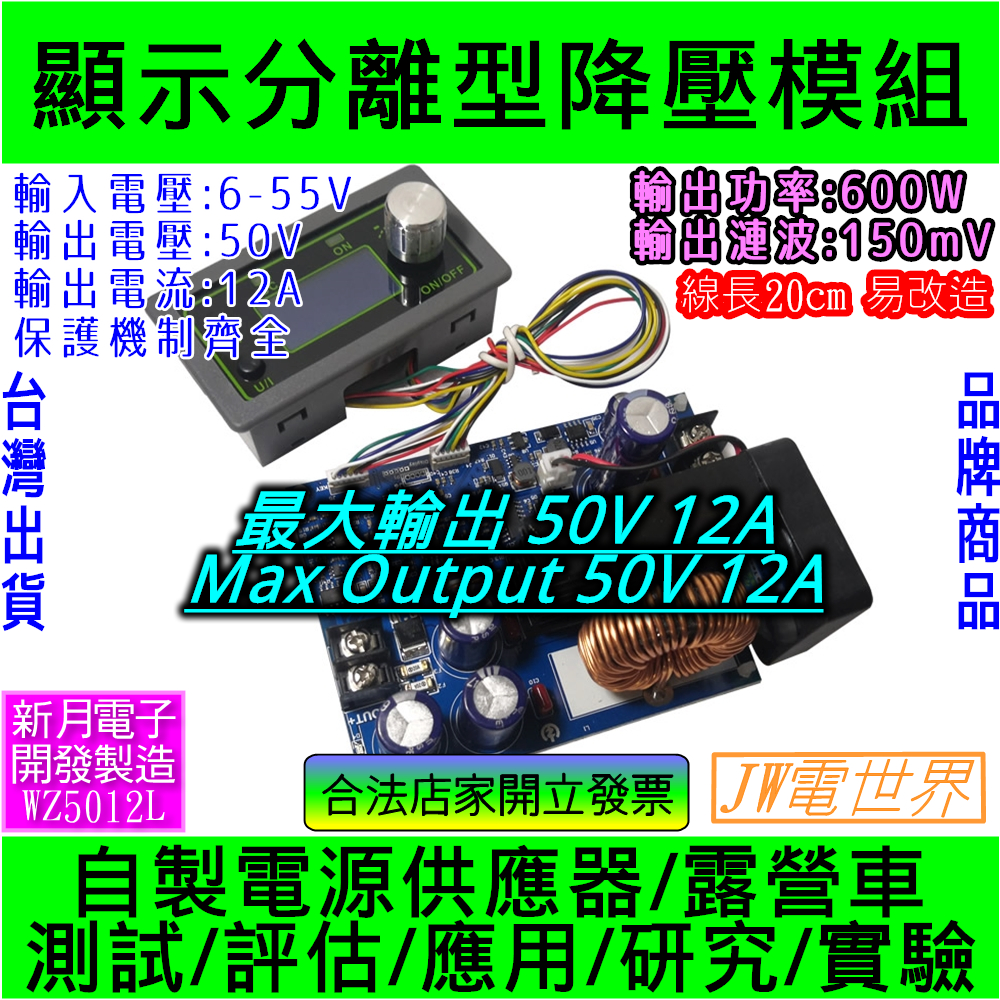 顯示分離型降壓模組
輸入電壓:6-55V
輸出電壓:50V
輸出電流:12A
保護機制齊全
輸出功率:600W
輸出漣波:150mV
線長20cm 易改造
ON
ON/OFF
U/I
台灣出貨
品牌商品
最大輸出 50V 12A
Max Output 50V 12A
OUT+
新月電子
開發製造
WZ5012L
合法店家開立發票
JW電世界
自製電源供應器/露營車
測試/評估/應用/研究/實驗